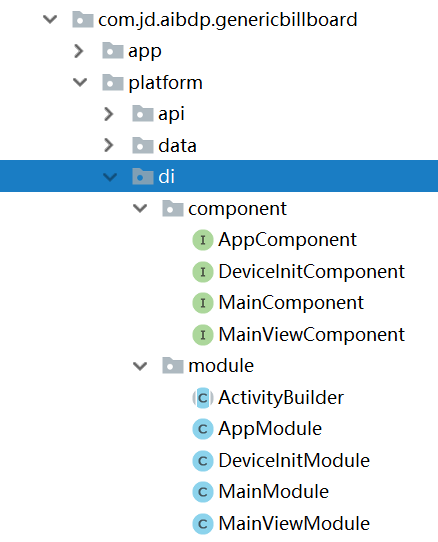 com.jd.aibdp.genericbillboard
app
platform
api
data
di
component
I AppComponent
I DeviceInitComponent
I MainComponent
I MainViewComponent
module
C ActivityBuilder
C AppModule
C DeviceInitModule
C MainModule
C MainViewModule